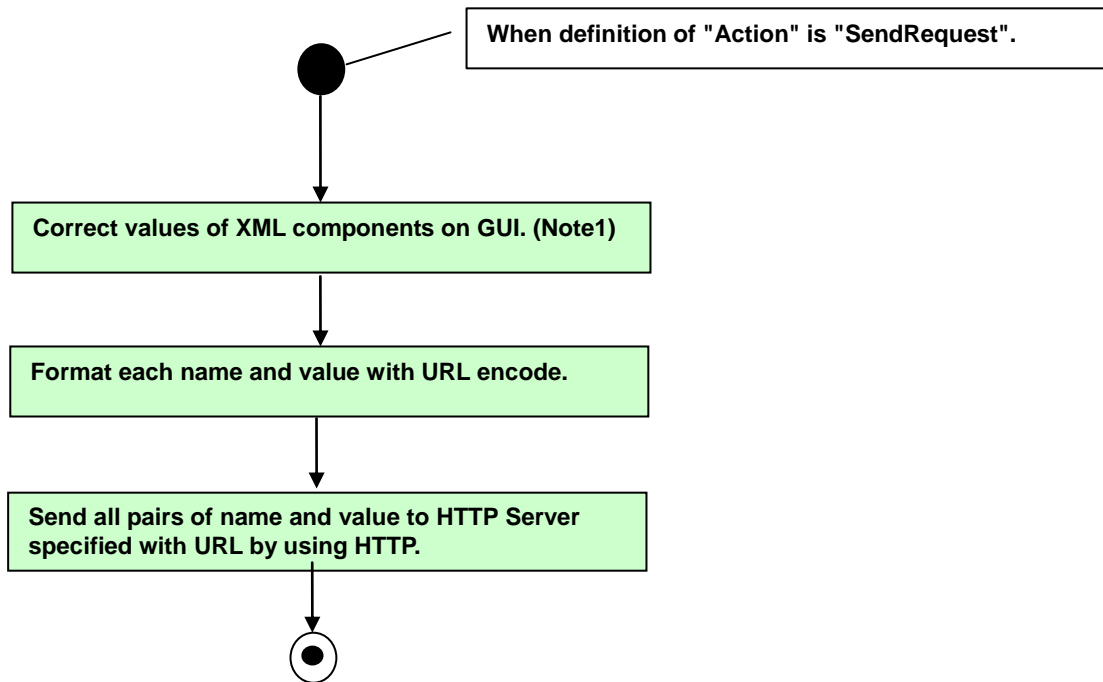 When definition of "Action" is "SendRequest".
Correct values of XML components on GUI. (Note1)
Format each name and value with URL encode.
Send all pairs of name and value to HTTP Server
specified with URL by using HTTP.